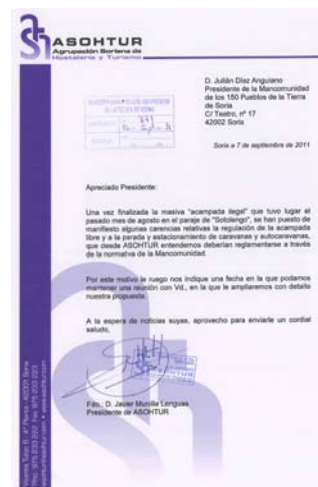 ASOHTUR
Agrupación Soriana de
Hostelería y Turismo
D. Julián Díez Anguiano
Presidente de la Mancomunidad
de los 150 Pueblos de la Tierra
de Soria
C/ Teatro, nº 17
42002 Soria
Soria a 7 de septiembre de 2011
Apreciado Presidente:
Una vez finalizada la masiva "acampada ilegal" que tuvo lugar el
pasado mes de agosto en el paraje de "Sotolengo", se han puesto de
manifiesto algunas carencias relativas la regulación de la acampada
libre y a la parada y estacionamiento de caravanas y autocaravanas,
que desde ASOHTUR entendemos deberían reglamentarse a través
de la normativa de la Mancomunidad.
Por este motivo le ruego nos indique una fecha en la que podamos
mantener una reunión con Vd., en la que le ampliaremos con detalle
nuestra propuesta.
A la espera de noticias suyas, aprovecho para enviarle un cordial
saludo,
Fdo.: D. Javier Munilla Lenguas
Presidente de ASOHTUR